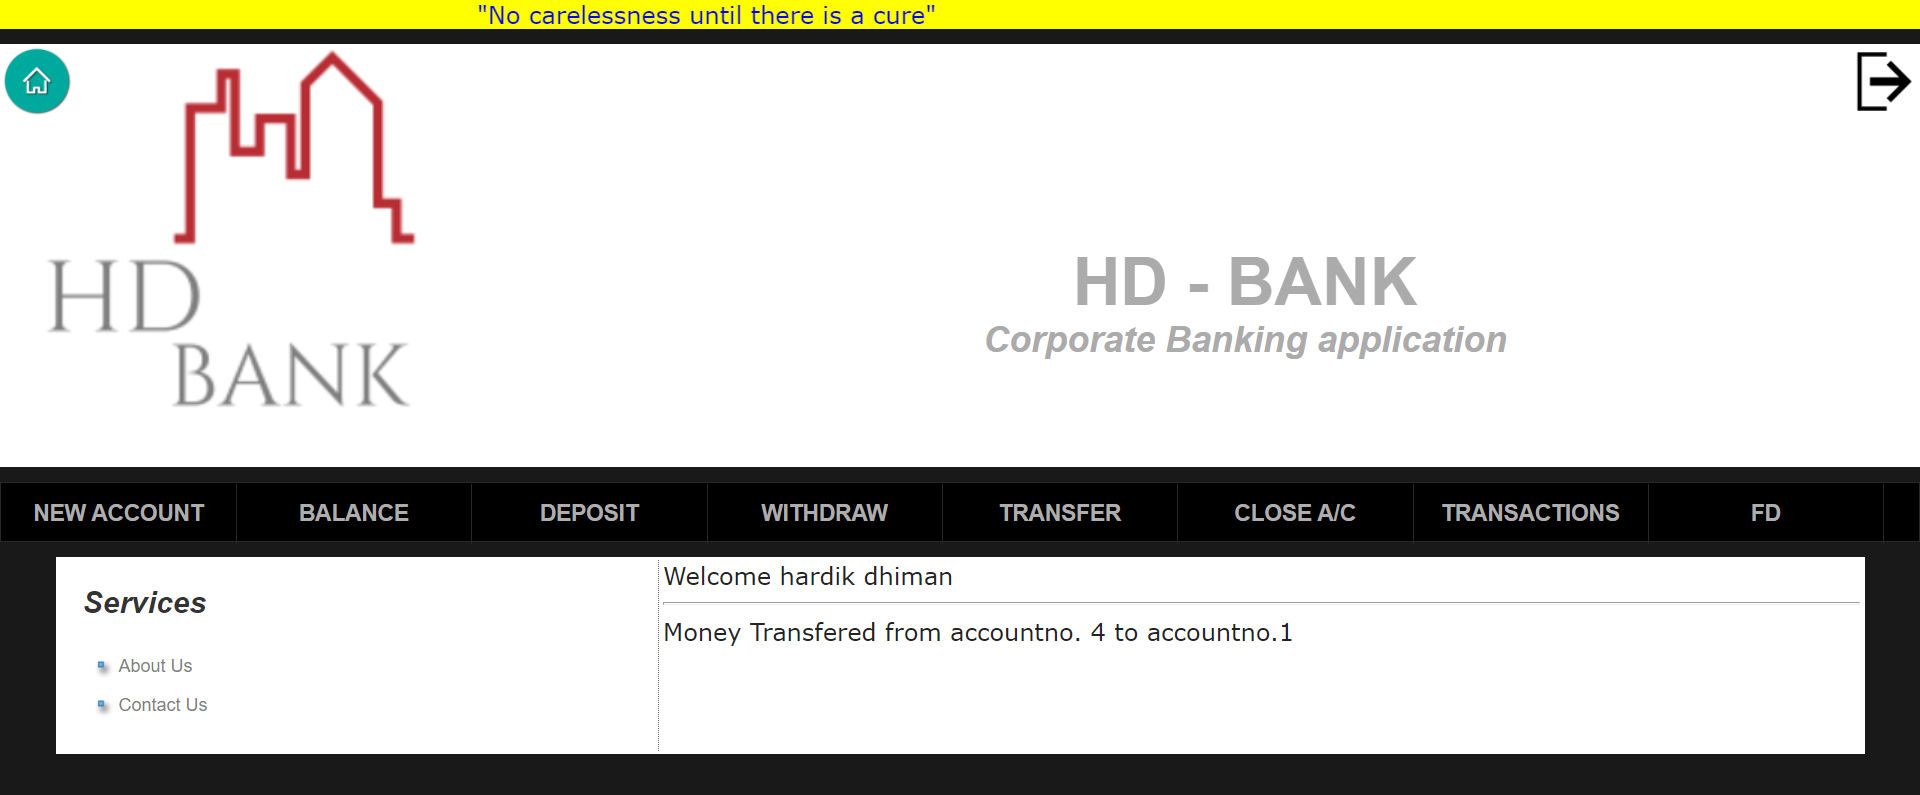 "No carelessness until there is a cure"
HD
BANK
HD - BANK
Corporate Banking application
NEW ACCOUNT BALANCE DEPOSIT WITHDRAW TRANSFER CLOSE A/C TRANSACTIONS FD
Services
About Us
Contact Us
Welcome hardik dhiman
Money Transfered from accountno. 4 to accountno.1